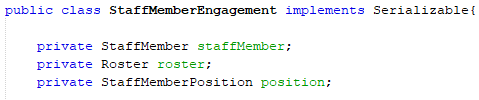 public class StaffMemberEngagement implements Serializable{
private StaffMember staffMember;
private Roster roster;
private StaffMemberPosition position;